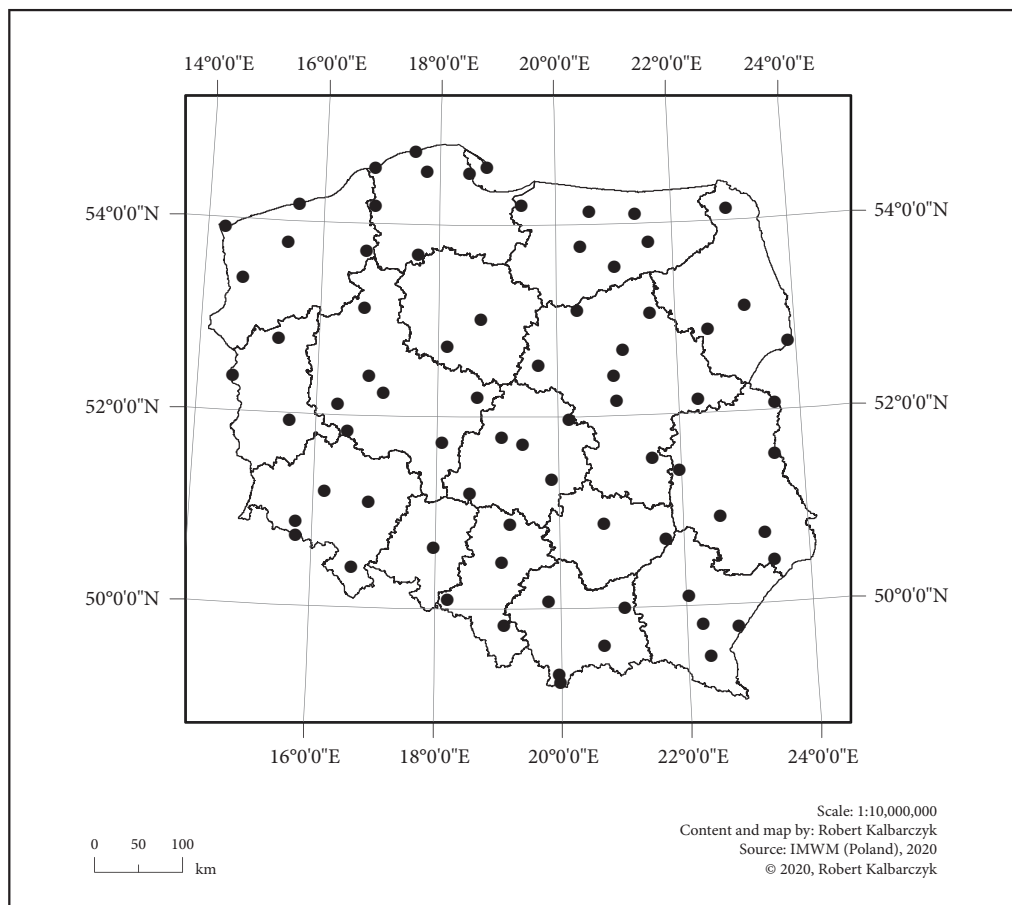 14°0'0"E 16°0'0"E 18°0'0"E 20°0'0"E 22°0'0"E 24°0'0"E
54°0'0"N 54°0'0"N
52°0'0"N 52°0'0"N
50°0'0"N 50°0'0"N
16°0'0"E 18°0'0"E 20°0'0"E 22°0'0"E 24°0'0"E
Scale: 1:10,000,000
Content and map by: Robert Kalbarczyk
Source: IMWM (Poland), 2020
© 2020, Robert Kalbarczyk
0 50 100
km